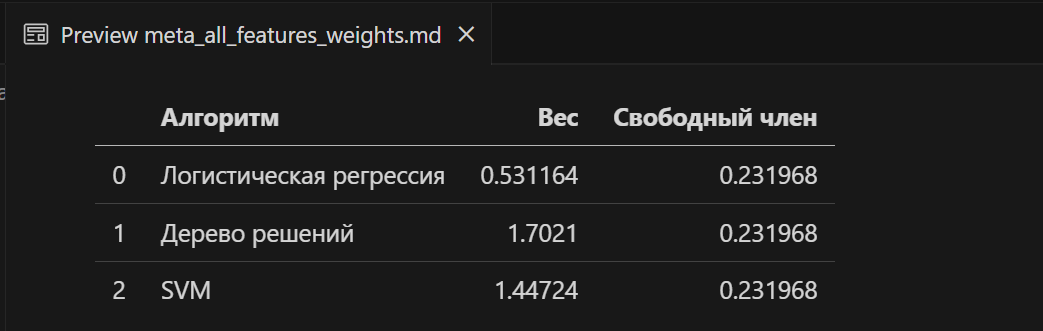 Preview meta_all_features_weights.md
Алгоритм Вес Свободный член
0 Логистическая регрессия 0.531164 0.231968
1 Дерево решений 1.7021 0.231968
2 SVM 1.44724 0.231968